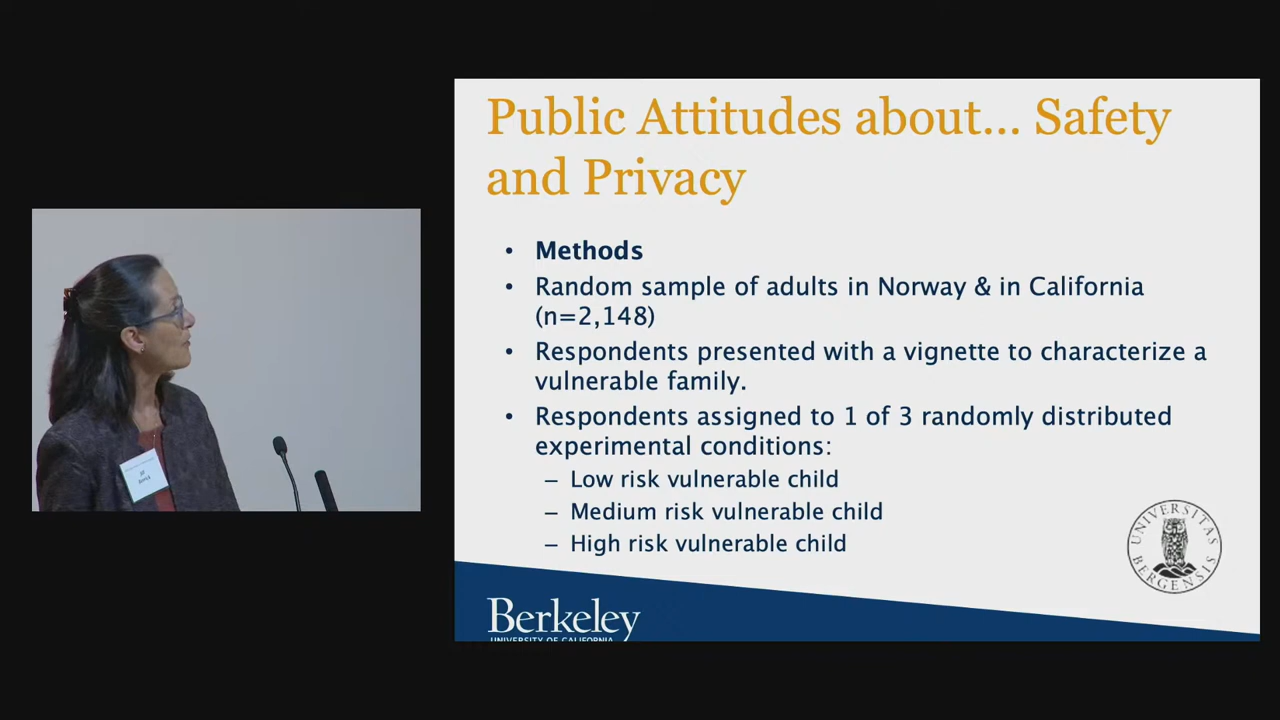 Public Attitudes about... Safety
and Privacy
• Methods
• Random sample of adults in Norway & in California
(n=2,148)
• Respondents presented with a vignette to characterize a
vulnerable family.
• Respondents assigned to 1 of 3 randomly distributed
experimental conditions:
– Low risk vulnerable child
– Medium risk vulnerable child
– High risk vulnerable child
UNIVERSITAS
BERGENSIS
Berkeley
UNIVERSITY OF CALIFORNIA
Jill